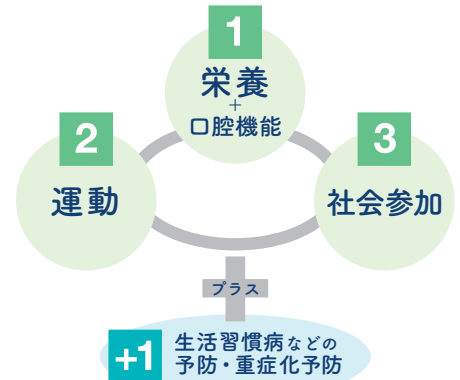 1
栄養
+
口腔機能
2
運動
3
社会参加
プラス
+1
生活習慣病などの
予防・重症化予防